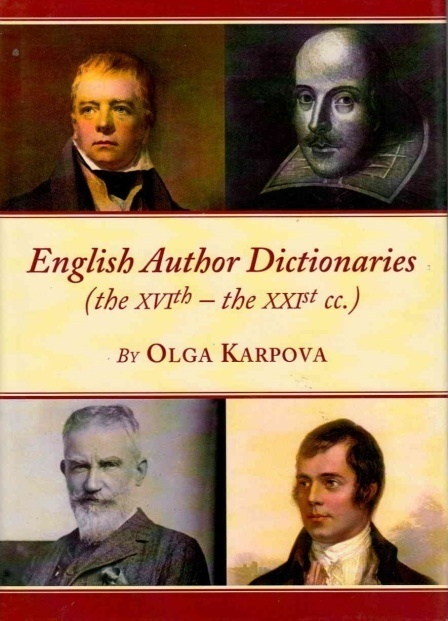 English Author Dictionaries
(the XVIth – the XXIst cc.)
BY OLGA KARPOVA